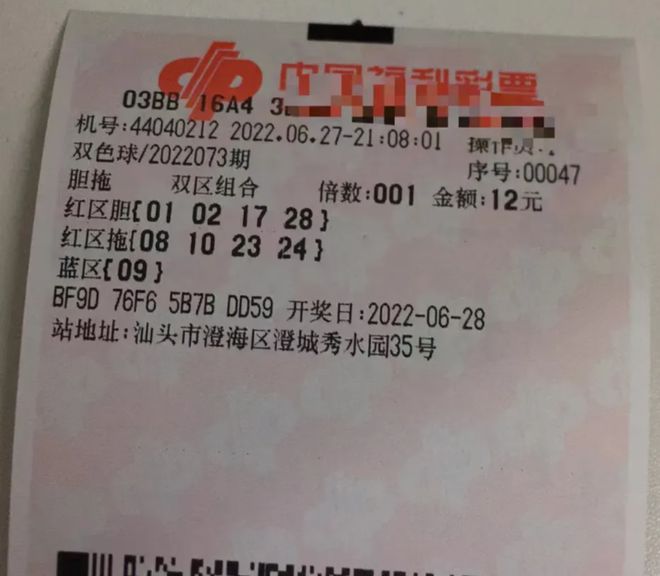 中国福利彩票
03BB 16A4
机号:44040212 2022.06.27-21:08:01
双色球/2022073期 序号:00047
胆拖 双区组合 倍数:001 金额:12元
红区胆{01 02 17 28}
红区拖{08 10 23 24}
蓝区{09}
BF9D 76F6 5B7B DD59 开奖日:2022-06-28
站地址:汕头市澄海区澄城秀水园35号